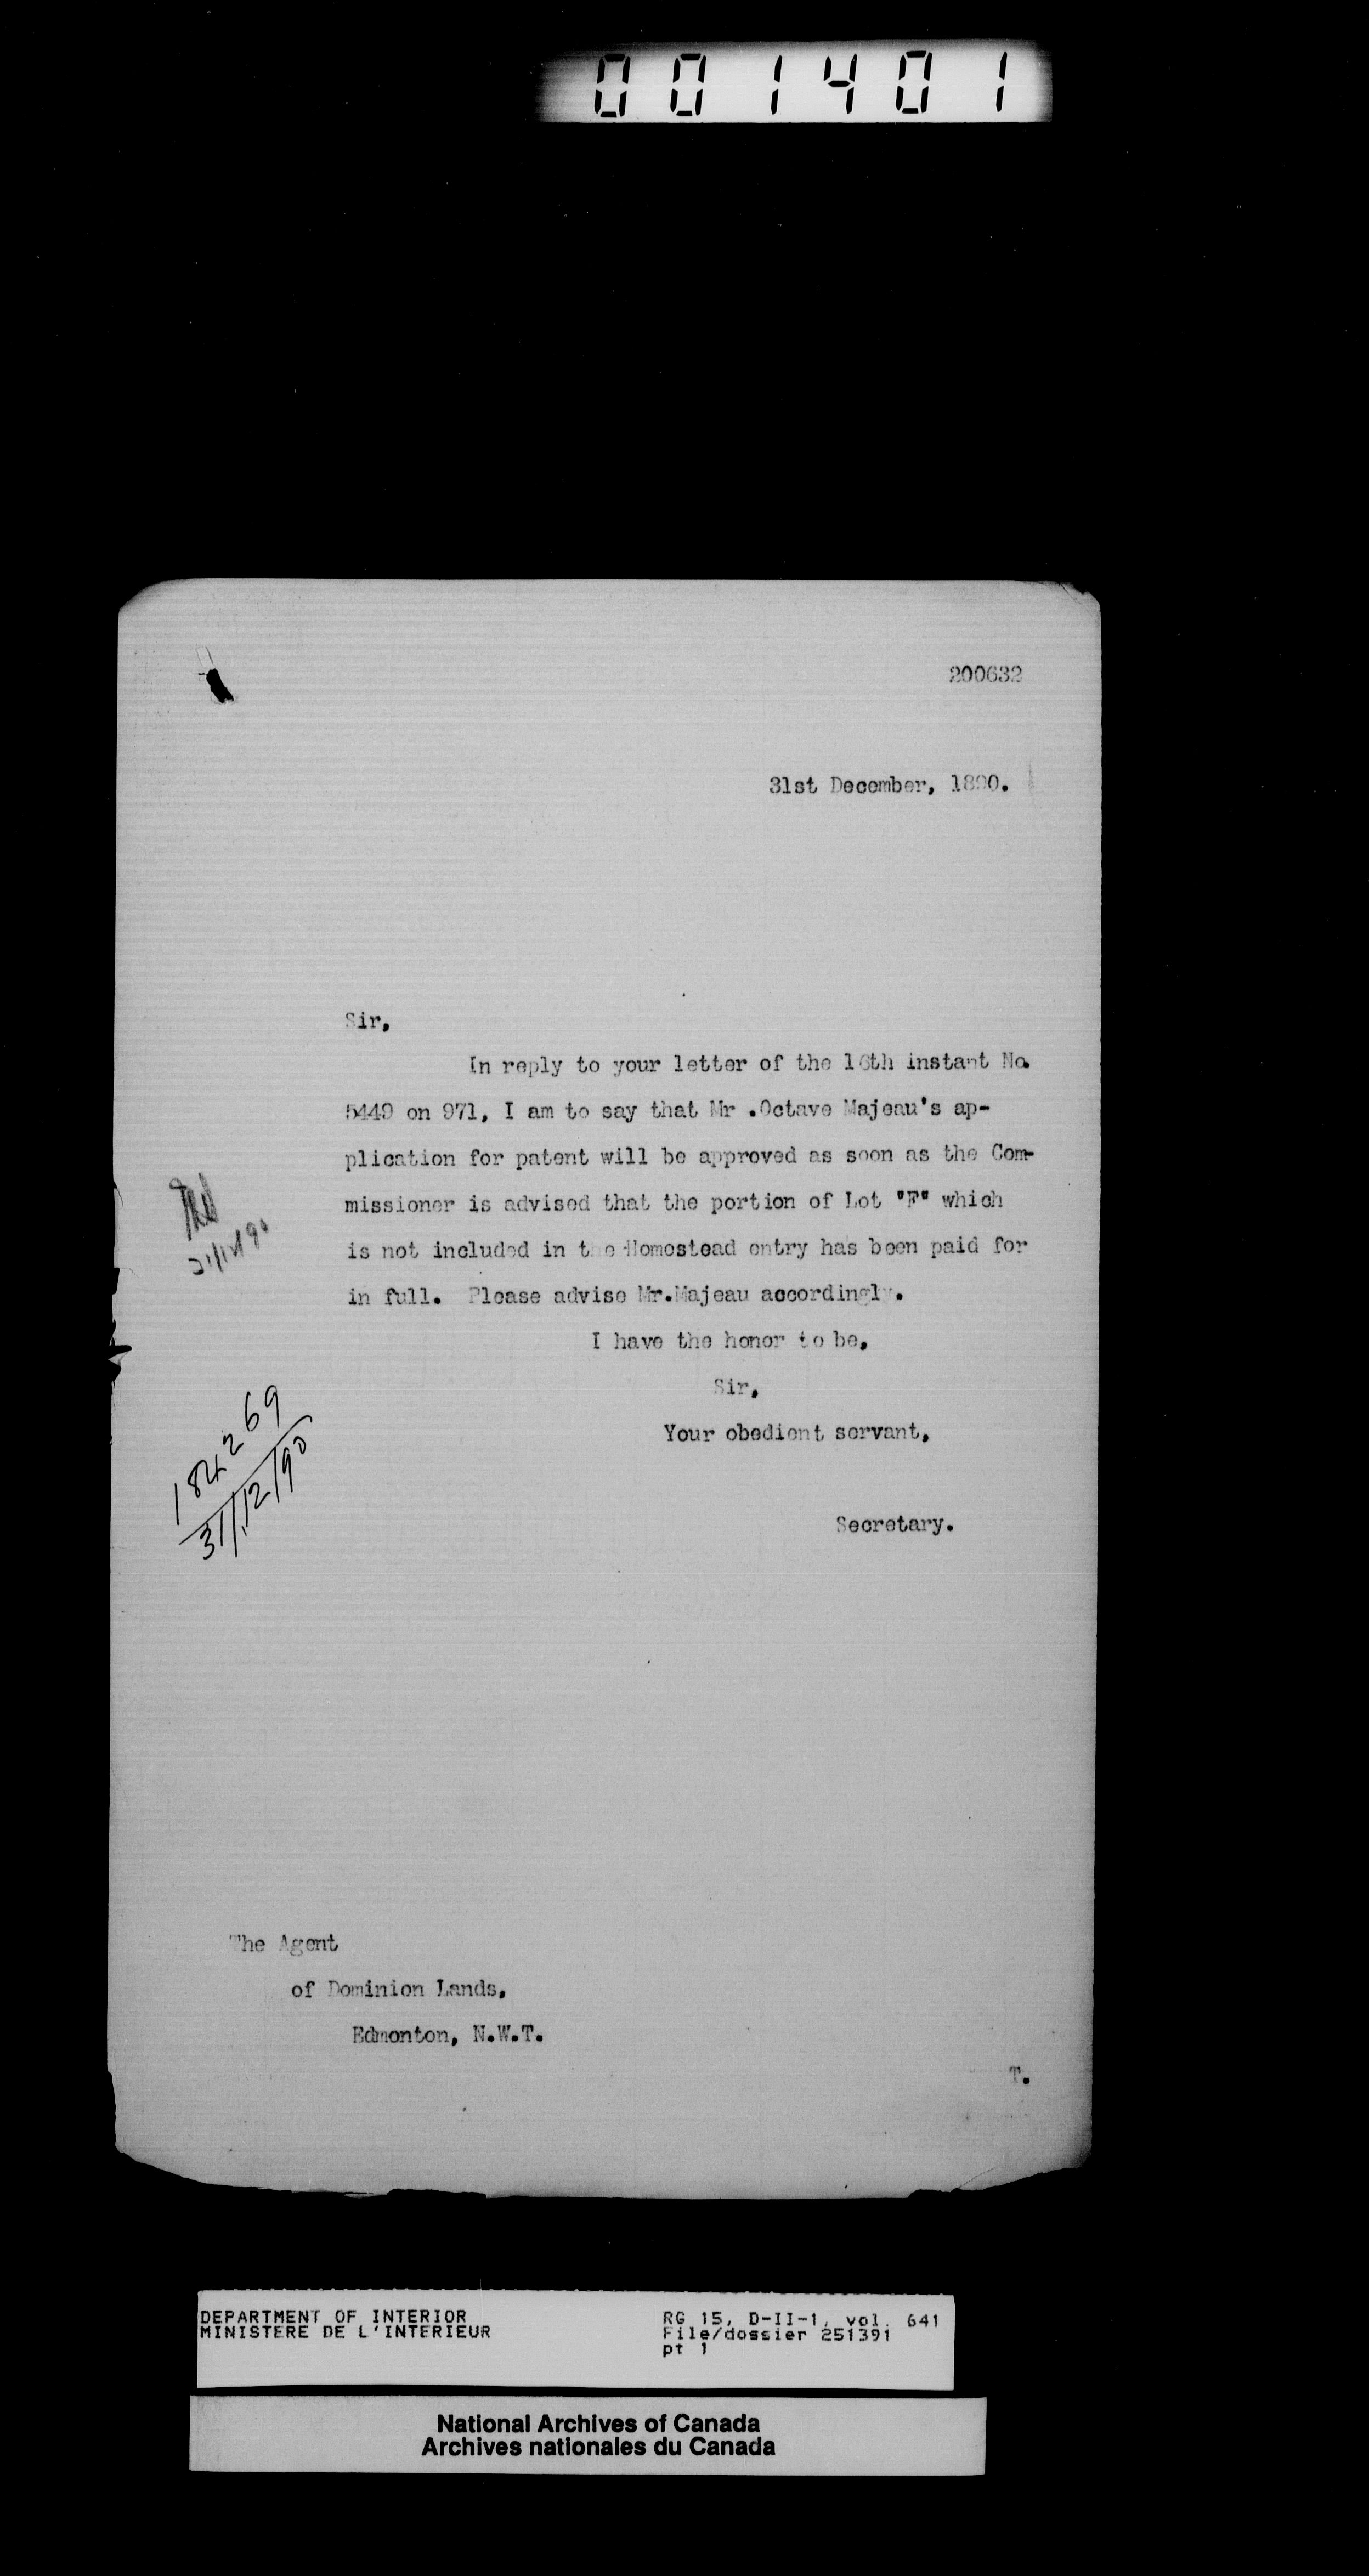 001401
200632
31st December, 1890.
Sir,
In reply to your letter of the 16th instant No.
5449 on 971, I am to say that Mr .Octave Majeau's ap-
plication for patent will be approved as soon as the Com-
missioner is advised that the portion of Lot "F" which
is not included in the Homestead entry has been paid for
in full. Please advise Mr.Majeau accordingly.
I have the honor to be,
Sir,
Your obedient servant,
Secretary.
184269
31/12/90
The Agent
of Dominion Lands,
Edmonton, N.W.T.
T.
DEPARTMENT OF INTERIOR
MINISTERE DE L'INTERIEUR
RG 15, D-II-1, vol. 641
File/dossier 251391
pt 1
National Archives of Canada
Archives nationales du Canada